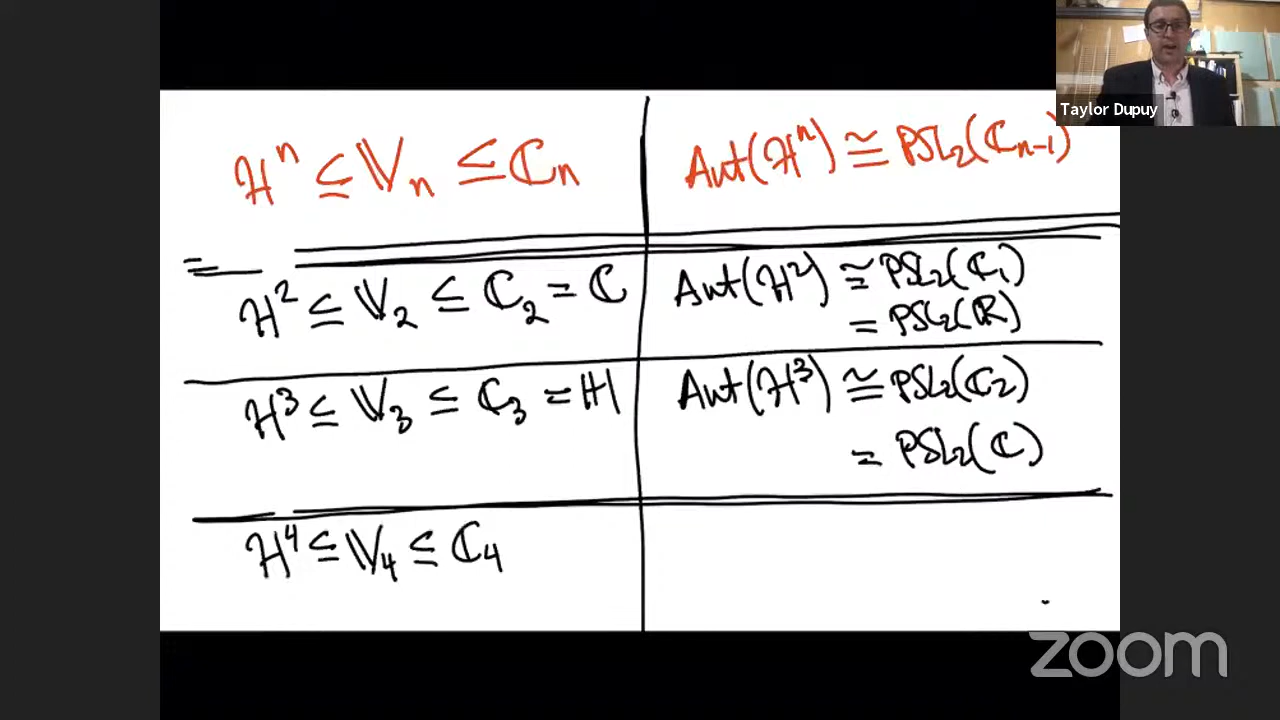 Taylor Dupuy
ℋⁿ ⊆ 𝕍ₙ ⊆ ℂₙ
Aut(ℋⁿ) ≅ PSL₂(ℂₙ₋₁)
ℋ² ⊆ 𝕍₂ ⊆ ℂ₂ = ℂ
Aut(ℋ²) ≅ PSL₂(ℂ₁)
= PSL₂(ℝ)
ℋ³ ⊆ 𝕍₃ ⊆ ℂ₃ = ℍ
Aut(ℋ³) ≅ PSL₂(ℂ₂)
= PSL₂(ℂ)
ℋ⁴ ⊆ 𝕍₄ ⊆ ℂ₄
zoom